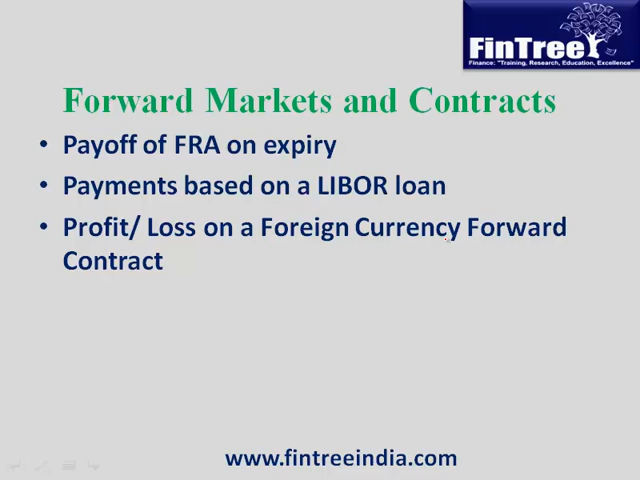 FinTree
Finance: "Training, Research, Education, Excellence"
Forward Markets and Contracts
• Payoff of FRA on expiry
• Payments based on a LIBOR loan
• Profit/ Loss on a Foreign Currency Forward
Contract
www.fintreeindia.com